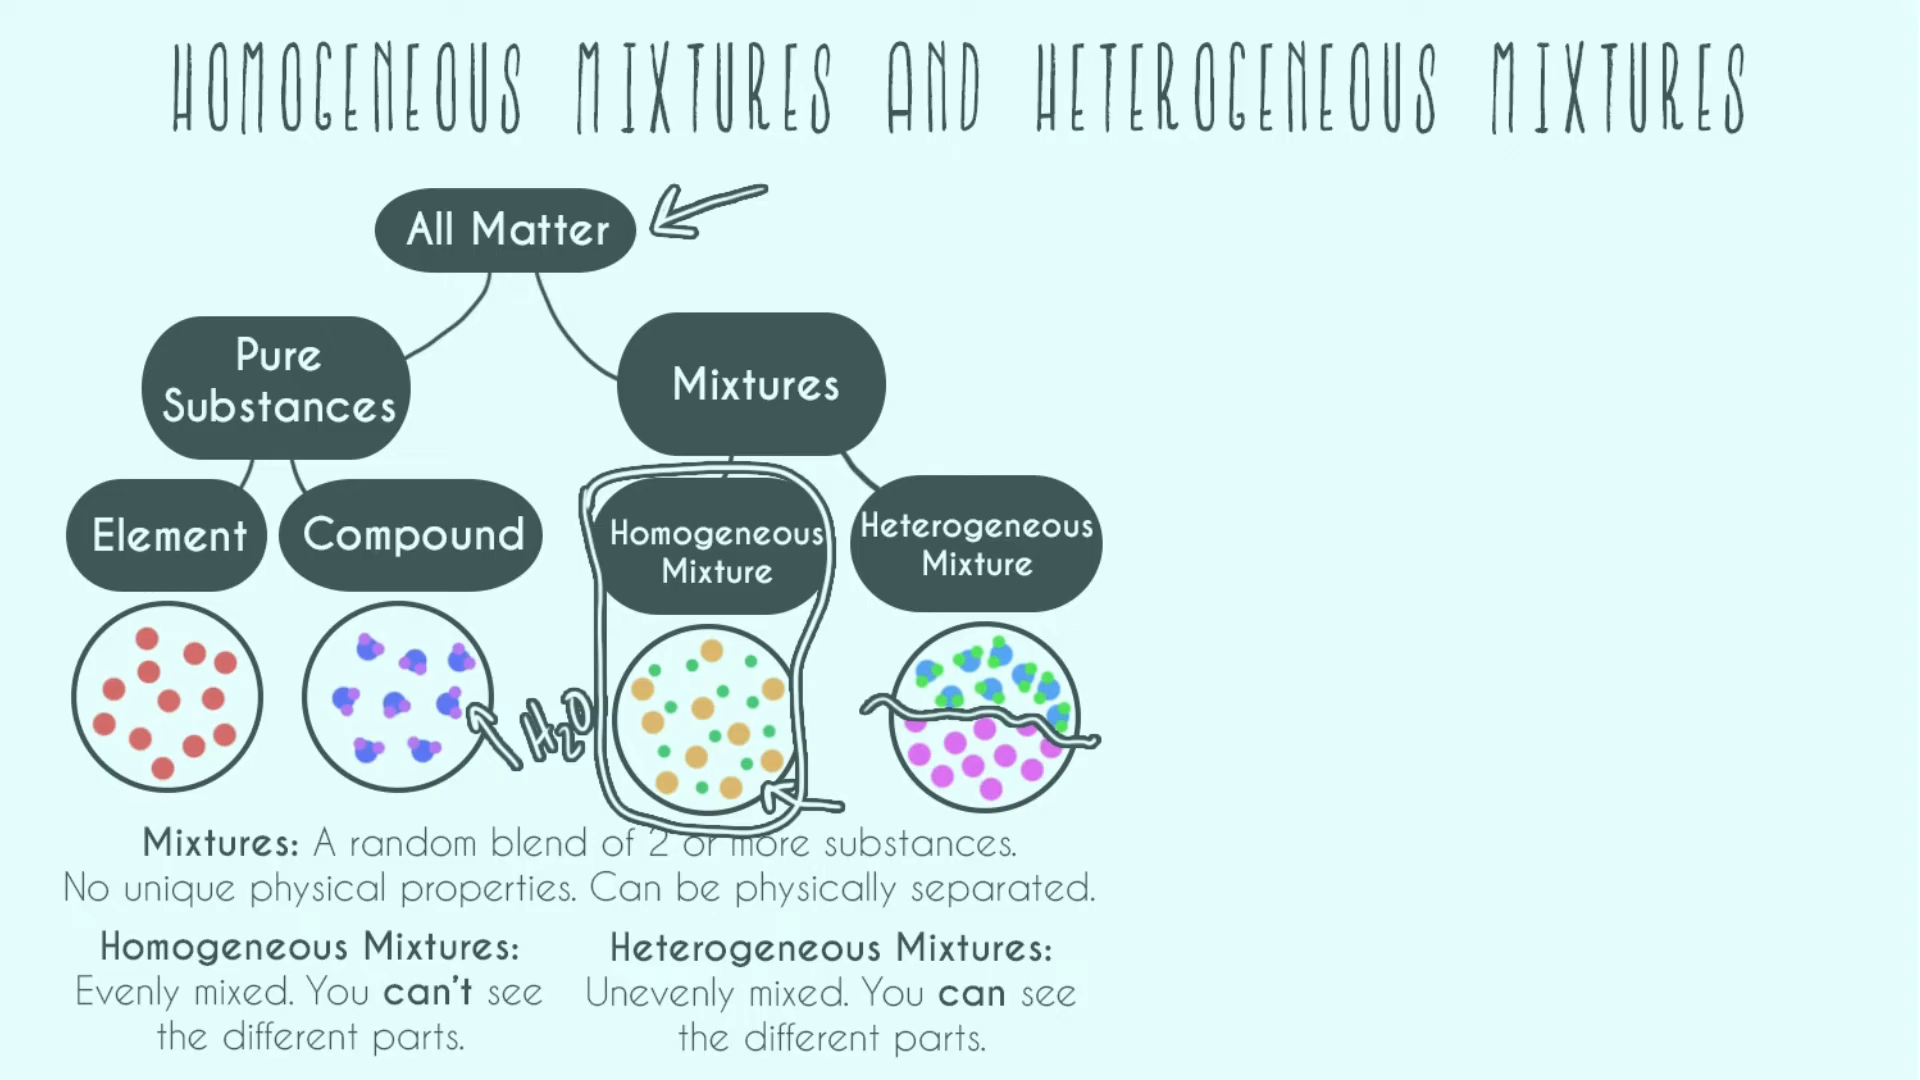 HOMOGENEOUS MIXTURES AND HETEROGENEOUS MIXTURES
All Matter
Pure
Substances
Mixtures
Element
Compound
Homogeneous
Mixture
Heterogeneous
Mixture
H2O
Mixtures: A random blend of 2 or more substances.
No unique physical properties. Can be physically separated.
Homogeneous Mixtures:
Evenly mixed. You can't see
the different parts.
Heterogeneous Mixtures:
Unevenly mixed. You can see
the different parts.